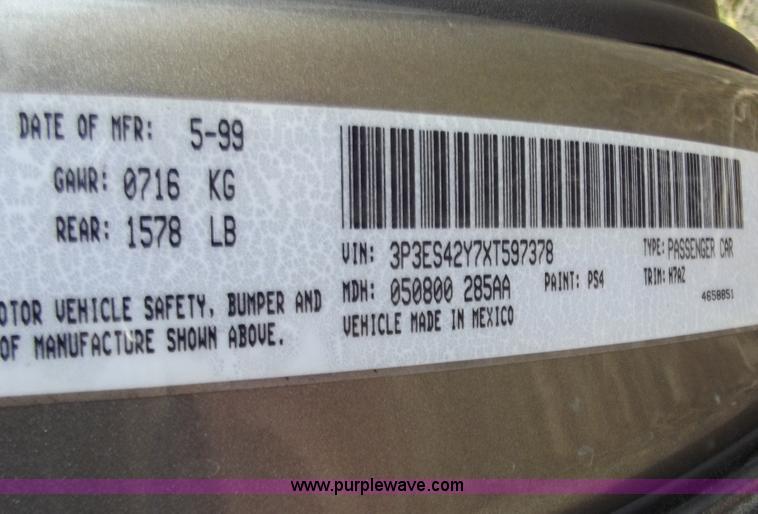 DATE OF MFR: 5-99
GAWR: 0716 KG
REAR: 1578 LB
OTOR VEHICLE SAFETY, BUMPER AND
OF MANUFACTURE SHOWN ABOVE.
VIN: 3P3ES42Y7XT597378 TYPE: PASSENGER CAR
MDH: 050800 285AA PAINT: PS4 TRIM: M7AZ
VEHICLE MADE IN MEXICO 4658851
www.purplewave.com